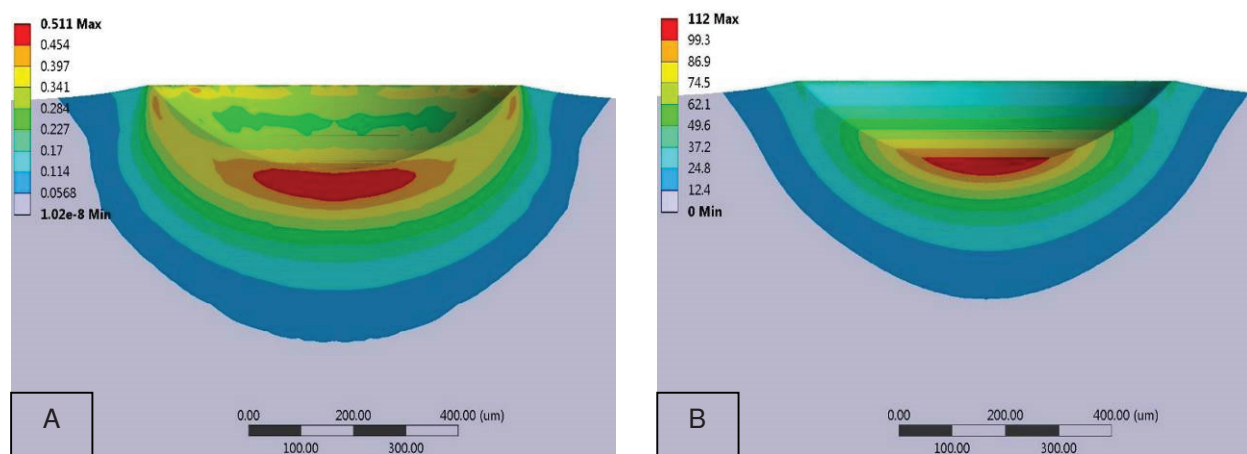 0.511 Max
0.454
0.397
0.341
0.284
0.227
0.17
0.114
0.0568
1.02e-8 Min
A
0.00 200.00 400.00 (um)
100.00 300.00
112 Max
99.3
86.9
74.5
62.1
49.6
37.2
24.8
12.4
0 Min
B
0.00 200.00 400.00 (um)
100.00 300.00